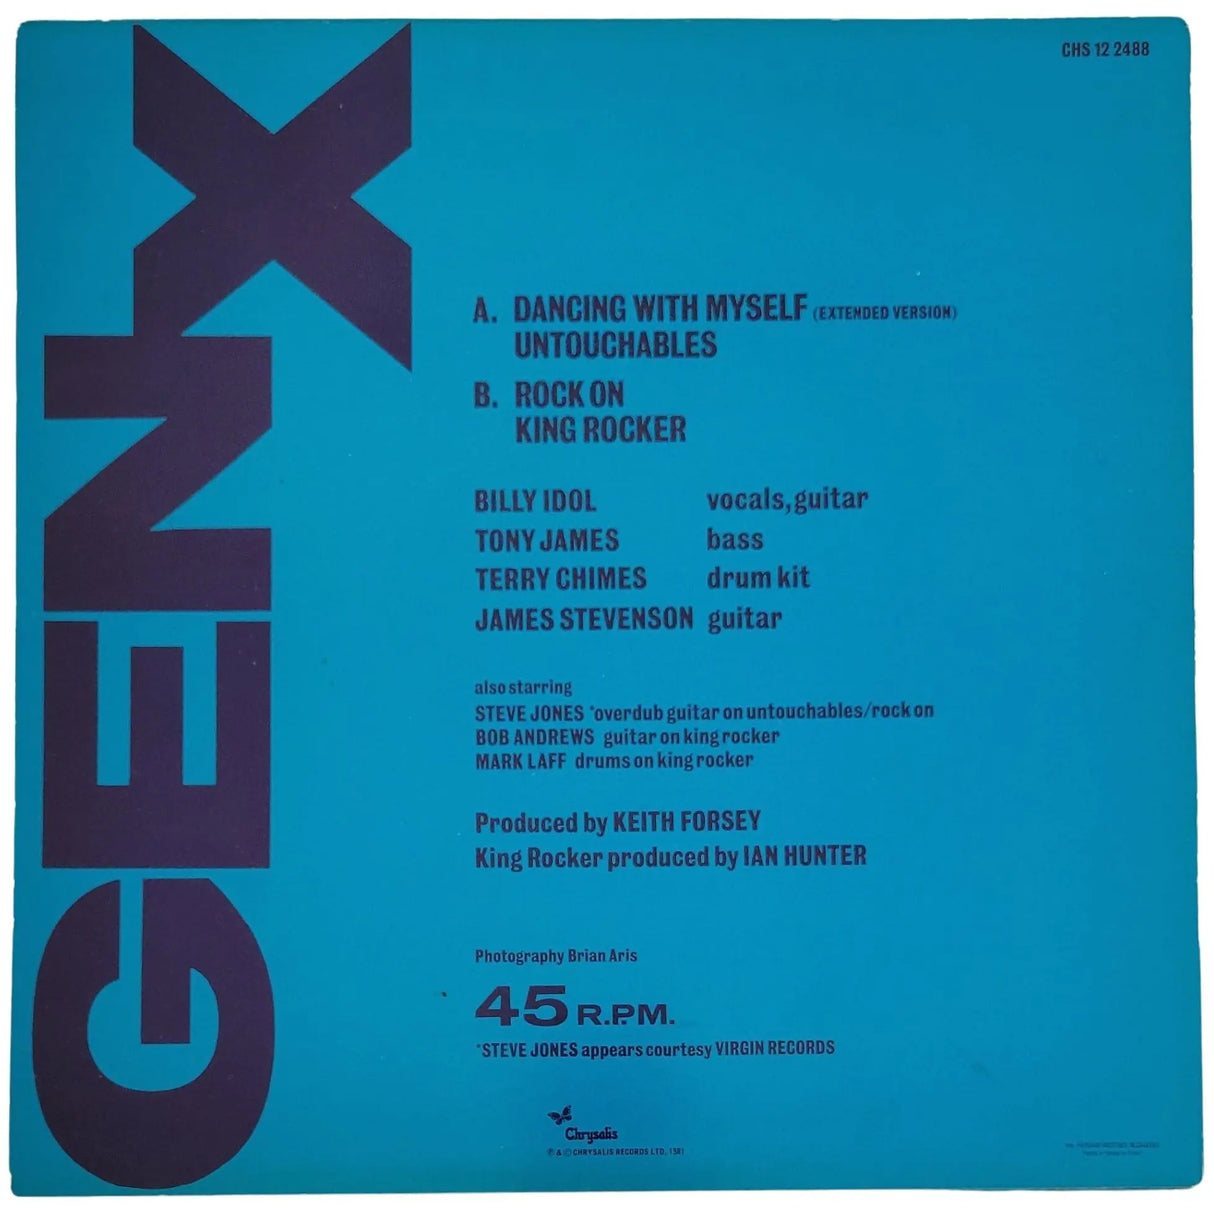 GEN X
CHS 12 2488
A. DANCING WITH MYSELF (EXTENDED VERSION)
UNTOUCHABLES
B. ROCK ON
KING ROCKER
BILLY IDOL vocals, guitar
TONY JAMES bass
TERRY CHIMES drum kit
JAMES STEVENSON guitar
also starring
STEVE JONES *overdub guitar on untouchables/rock on
BOB ANDREWS guitar on king rocker
MARK LAFF drums on king rocker
Produced by KEITH FORSEY
King Rocker produced by IAN HUNTER
Photography Brian Aris
45 R.P.M.
*STEVE JONES appears courtesy VIRGIN RECORDS
Chrysalis
℗ & © CHRYSALIS RECORDS LTD. 1981